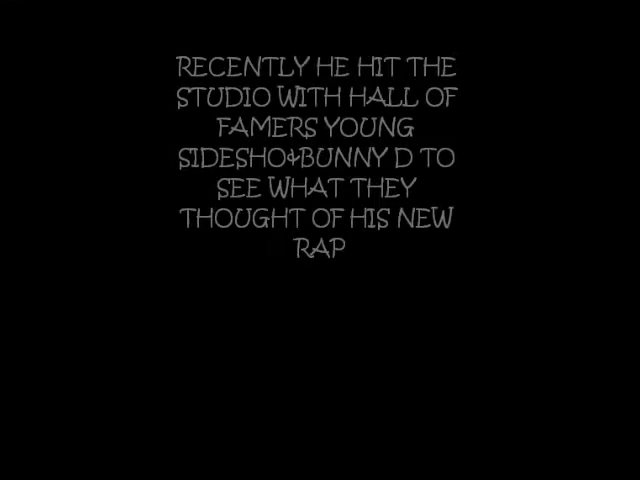 RECENTLY HE HIT THE
STUDIO WITH HALL OF
FAMERS YOUNG
SIDESHO&BUNNY D TO
SEE WHAT THEY
THOUGHT OF HIS NEW
RAP